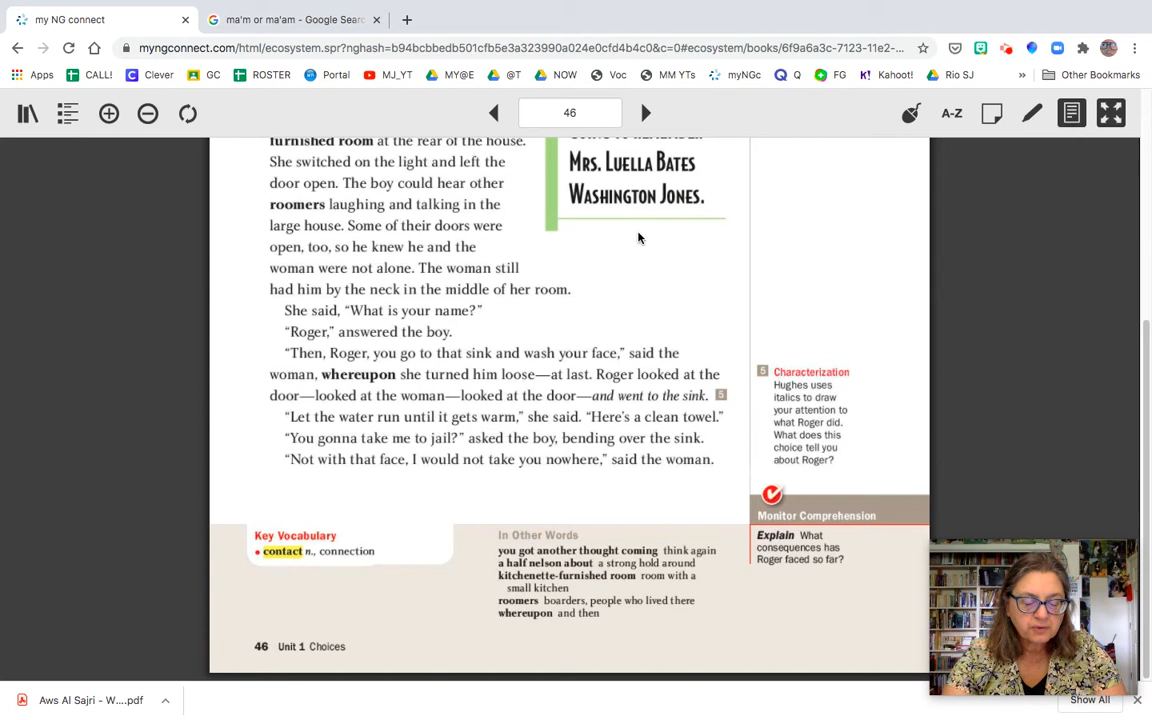 my NG connect
ma'm or ma'am - Google Searc
myngconnect.com/html/ecosystem.spr?nghash=b94bcbbedb501cfb5e3a323990a024e0cfd4b4c0&c=0#ecosystem/books/6f9a6a3c-7123-11e2-...
Apps CALL! Clever GC ROSTER Portal MJ_YT MY@E @T NOW Voc MM YTs myNGc Q FG Kahoot! Rio SJ » Other Bookmarks
46
A-Z
furnished room at the rear of the house.
She switched on the light and left the
door open. The boy could hear other
roomers laughing and talking in the
large house. Some of their doors were
open, too, so he knew he and the
woman were not alone. The woman still
had him by the neck in the middle of her room.
Mrs. Luella Bates
Washington Jones.
She said, “What is your name?”
“Roger,” answered the boy.
“Then, Roger, you go to that sink and wash your face,” said the
woman, whereupon she turned him loose—at last. Roger looked at the
door—looked at the woman—looked at the door—and went to the sink. 5
“Let the water run until it gets warm,” she said. “Here’s a clean towel.”
“You gonna take me to jail?” asked the boy, bending over the sink.
“Not with that face, I would not take you nowhere,” said the woman.
5 Characterization
Hughes uses
italics to draw
your attention to
what Roger did.
What does this
choice tell you
about Roger?
Monitor Comprehension
Explain What
consequences has
Roger faced so far?
Key Vocabulary
• contact n., connection
In Other Words
you got another thought coming think again
a half nelson about a strong hold around
kitchenette-furnished room room with a
small kitchen
roomers boarders, people who lived there
whereupon and then
46 Unit 1 Choices
Aws Al Sajri - W....pdf
Show All